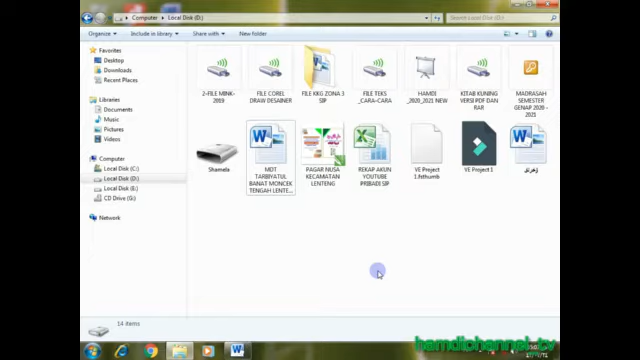 Computer ▸ Local Disk (D:) ▸
Search Local Disk (D:)
Organize ▾ Include in library ▾ Share with ▾ New folder
Favorites
Desktop
Downloads
Recent Places
Libraries
Documents
Music
Pictures
Videos
Computer
Local Disk (C:)
Local Disk (D:)
Local Disk (E:)
CD Drive (G:)
Network
2-FILE MINK-
2019
FILE COREL
DRAW DESAINER
FILE KKG ZONA 3
SIP
FILE TEKS
_CARA-CARA
HAMDI
_2020_2021 NEW
KITAB KUNING
VERSI PDF DAN
RAR
MADRASAH
SEMESTER
GENAP 2020 -
2021
Shamela
MDT
TARBIYATUL
BANAT MONCEK
TENGAH LENTE...
PAGAR NUSA
KECAMATAN
LENTENG
REKAP AKUN
YOUTUBE
PRIBADI SIP
VE Project
1.fsthumb
VE Project 1
14 items
hamdichannel_tv